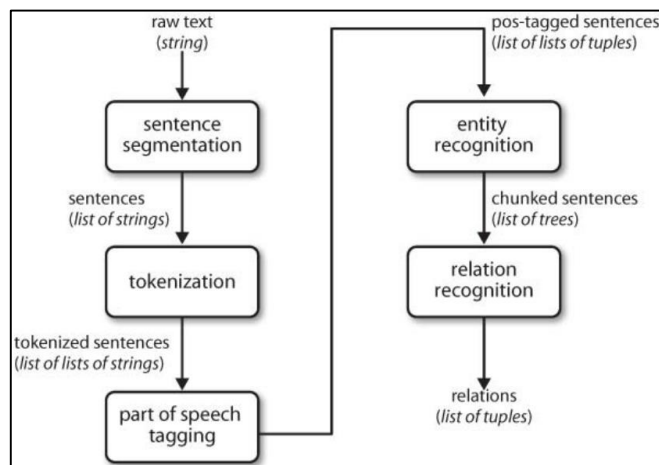 raw text
(string)
sentence
segmentation
sentences
(list of strings)
tokenization
tokenized sentences
(list of lists of strings)
part of speech
tagging
pos-tagged sentences
(list of lists of tuples)
entity
recognition
chunked sentences
(list of trees)
relation
recognition
relations
(list of tuples)